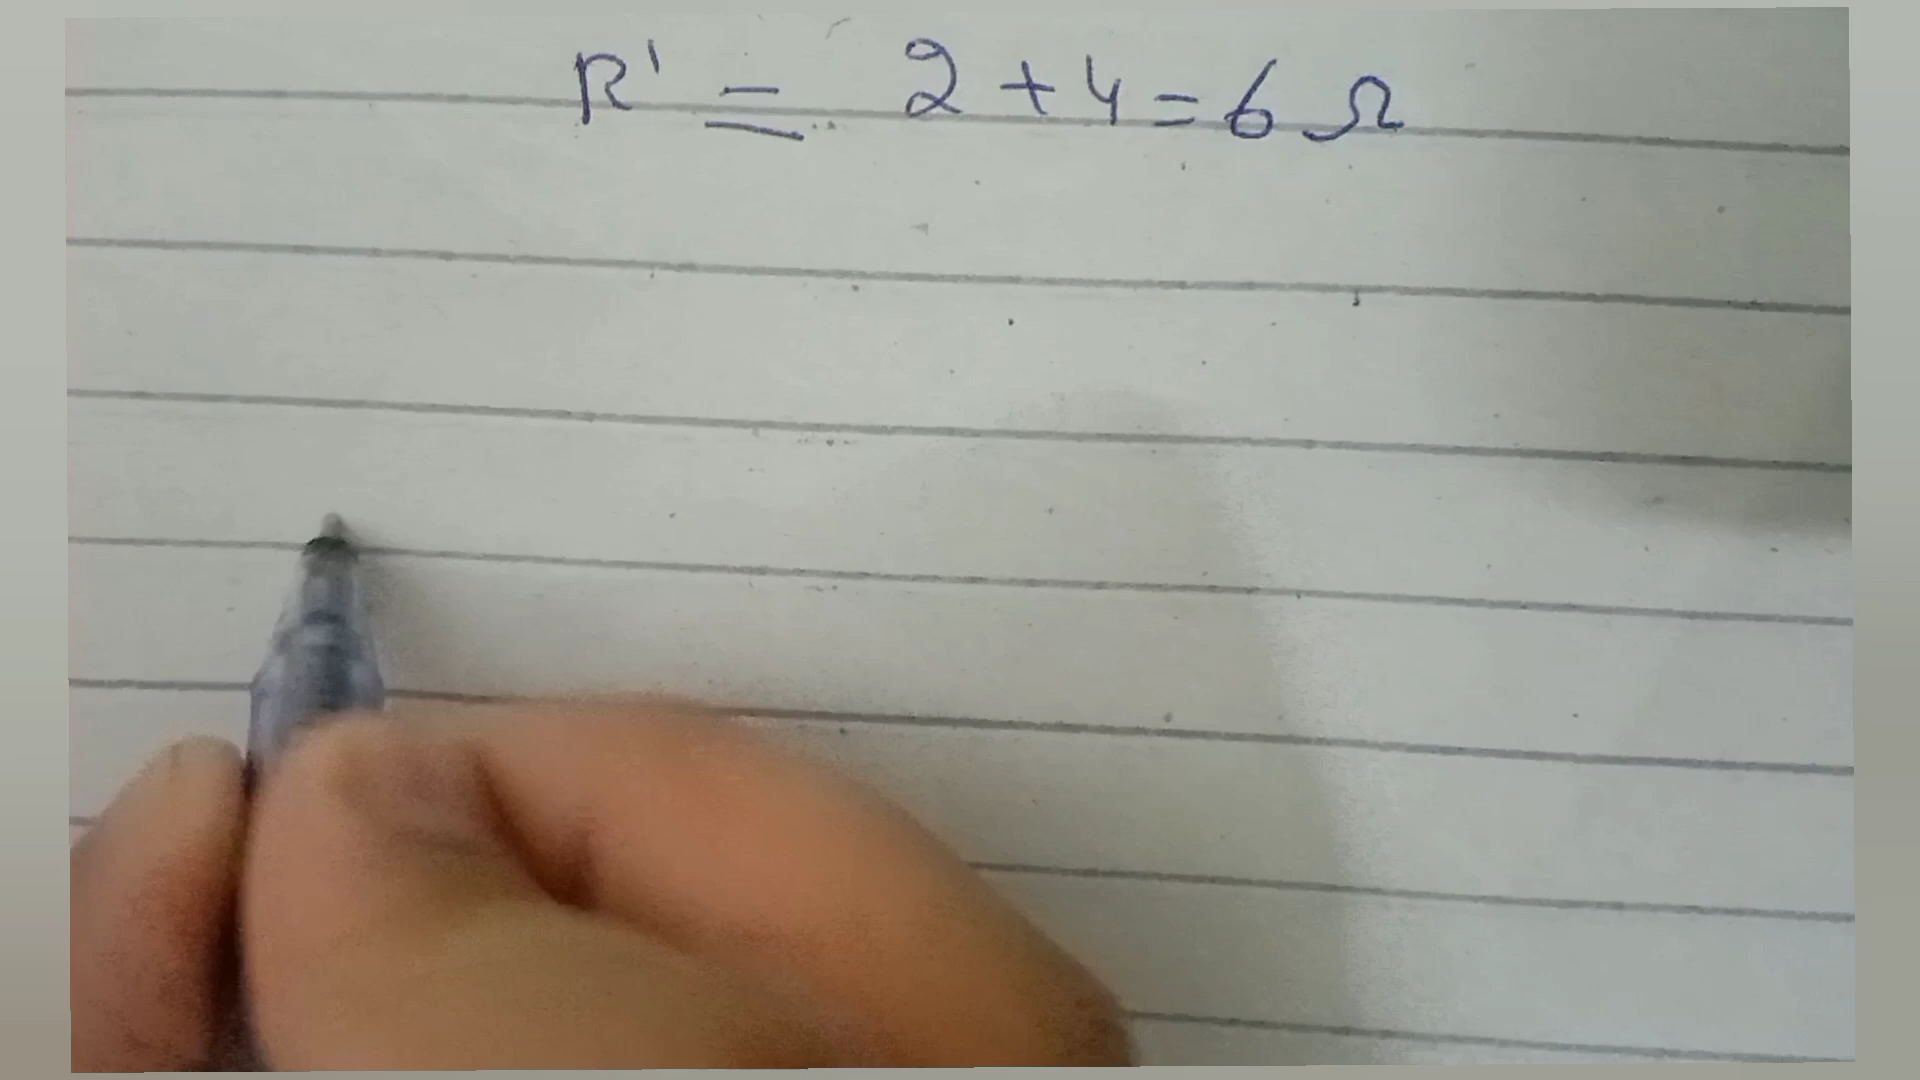 R' = 2 + 4 = 6 Ω